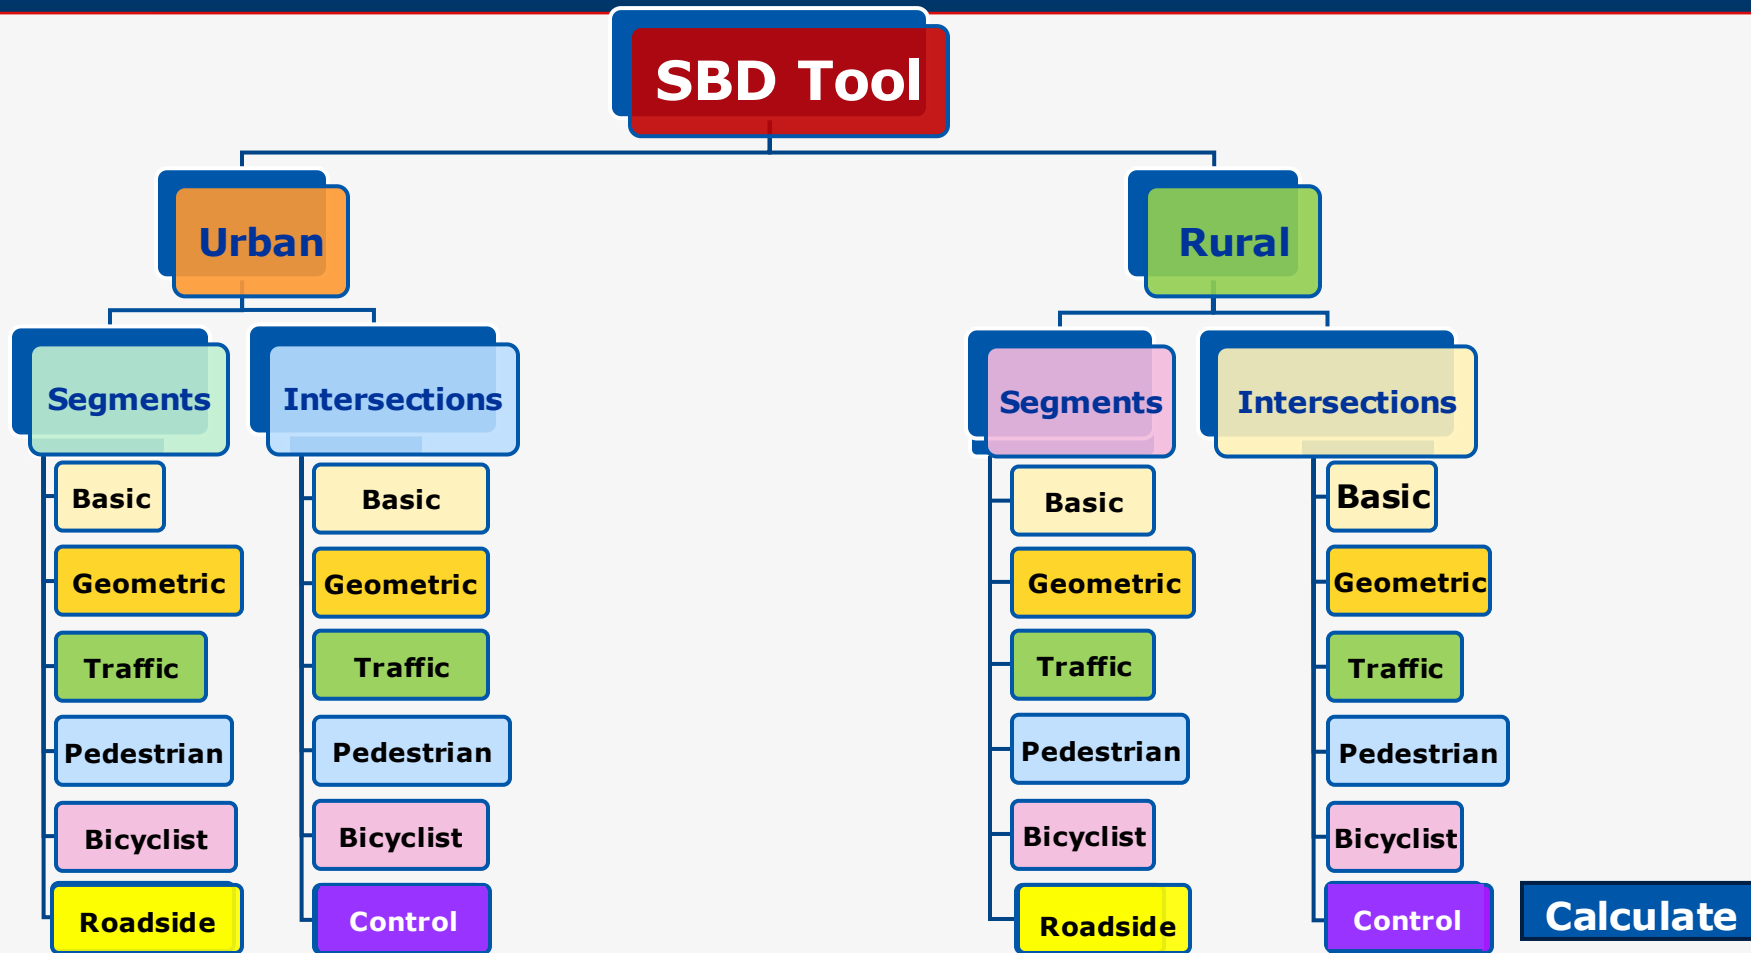 SBD Tool
Urban
Rural
Segments
Intersections
Segments
Intersections
Basic
Geometric
Traffic
Pedestrian
Bicyclist
Roadside
Basic
Geometric
Traffic
Pedestrian
Bicyclist
Control
Basic
Geometric
Traffic
Pedestrian
Bicyclist
Roadside
Basic
Geometric
Traffic
Pedestrian
Bicyclist
Control
Calculate